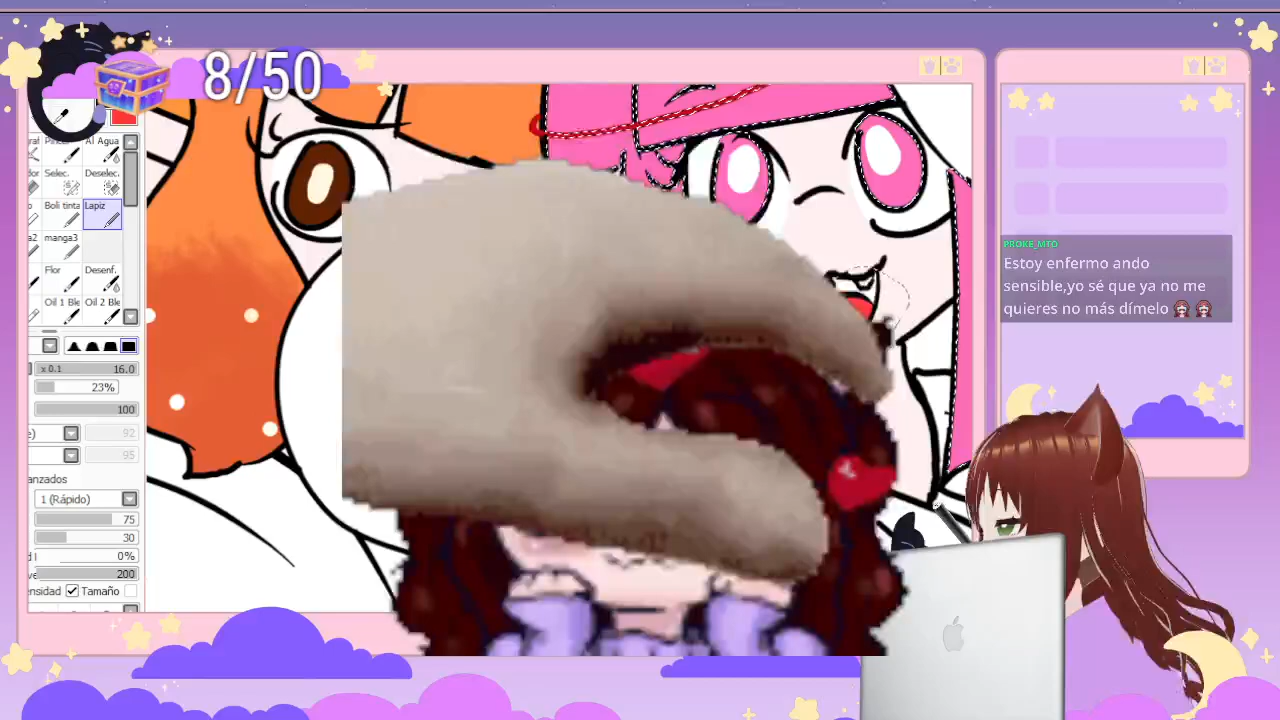 8/50
Al Agua
Selec.
Deselec.
Boli tinta
Lapiz
manga3
Flor
Desenf.
Oil 1 Ble
Oil 2 Ble
x 0.1
16.0
23%
100
92
95
1 (Rápido)
75
30
0%
200
Tamaño
PROKE_MTO
Estoy enfermo ando
sensible,yo sé que ya no me
quieres no más dímelo